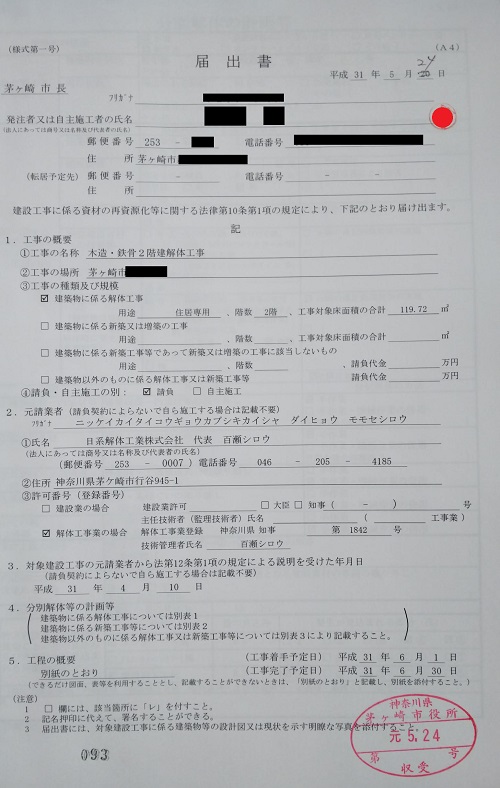 （様式第一号）
（Ａ４）
届 出 書
24
平成 31 年 5 月 20 日
茅ヶ崎 市 長
ﾌﾘｶﾞﾅ
発注者又は自主施工者の氏名
（法人にあっては商号又は名称及び代表者の氏名）
郵便番号 253 － 電話番号
住 所 茅ヶ崎市
（転居予定先） 郵便番号 － 電話番号 － －
住 所
建設工事に係る資材の再資源化等に関する法律第10条第1項の規定により、下記のとおり届け出ます。
記
１．工事の概要
①工事の名称 木造・鉄骨２階建解体工事
②工事の場所 茅ヶ崎市
③工事の種類及び規模
☑ 建築物に係る解体工事
用途 住居専用 、階数 2階 、工事対象床面積の合計 119.72 ㎡
□ 建築物に係る新築又は増築の工事
用途 、階数 、工事対象床面積の合計 ㎡
□ 建築物に係る新築工事等であって新築又は増築の工事に該当しないもの
用途 、階数 、請負代金 万円
□ 建築物以外のものに係る解体工事又は新築工事等 請負代金 万円
④請負・自主施工の別： ☑ 請負 □ 自主施工
２．元請業者（請負契約によらないで自ら施工する場合は記載不要）
ﾌﾘｶﾞﾅ ニッケイカイタイコウギョウカブシキカイシャ ダイヒョウ モモセシロウ
①氏名 日系解体工業株式会社 代表 百瀬シロウ
（法人にあっては商号又は名称及び代表者の氏名）
（郵便番号 253 － 0007 ）電話番号 046 － 205 － 4185
②住所 神奈川県茅ケ崎市行谷945-1
③許可番号（登録番号）
□ 建設業の場合 建設業許可 □ 大臣 □ 知事 （ － ） 号
主任技術者（監理技術者）氏名 （ 工事業 ）
☑ 解体工事業の場合 解体工事業登録 神奈川県 知事 第 1842 号
技術管理者氏名 百瀬シロウ
３．対象建設工事の元請業者から法第12条第1項の規定による説明を受けた年月日
（請負契約によらないで自ら施工する場合は記載不要）
平成 31 年 4 月 10 日
４．分別解体等の計画等
建築物に係る解体工事については別表１
建築物に係る新築工事等については別表２
建築物以外のものに係る解体工事又は新築工事等については別表３により記載すること。
５．工程の概要 （工事着手予定日） 平成 31 年 6 月 1 日
別紙のとおり （工事完了予定日） 平成 31 年 6 月 30 日
（できるだけ図面、表等を利用することとし、記載することができないときは、「別紙のとおり」と記載し、別紙を添付すること。）
（注意）
１ □ 欄には、該当箇所に「レ」を付すこと。
２ 記名押印に代えて、署名することができる。
３ 届出書には、対象建設工事に係る建築物等の設計図又は現状を示す明瞭な写真を添付すること。
神奈川県
茅ヶ崎市役所
元 5.24
第 号
収受
093